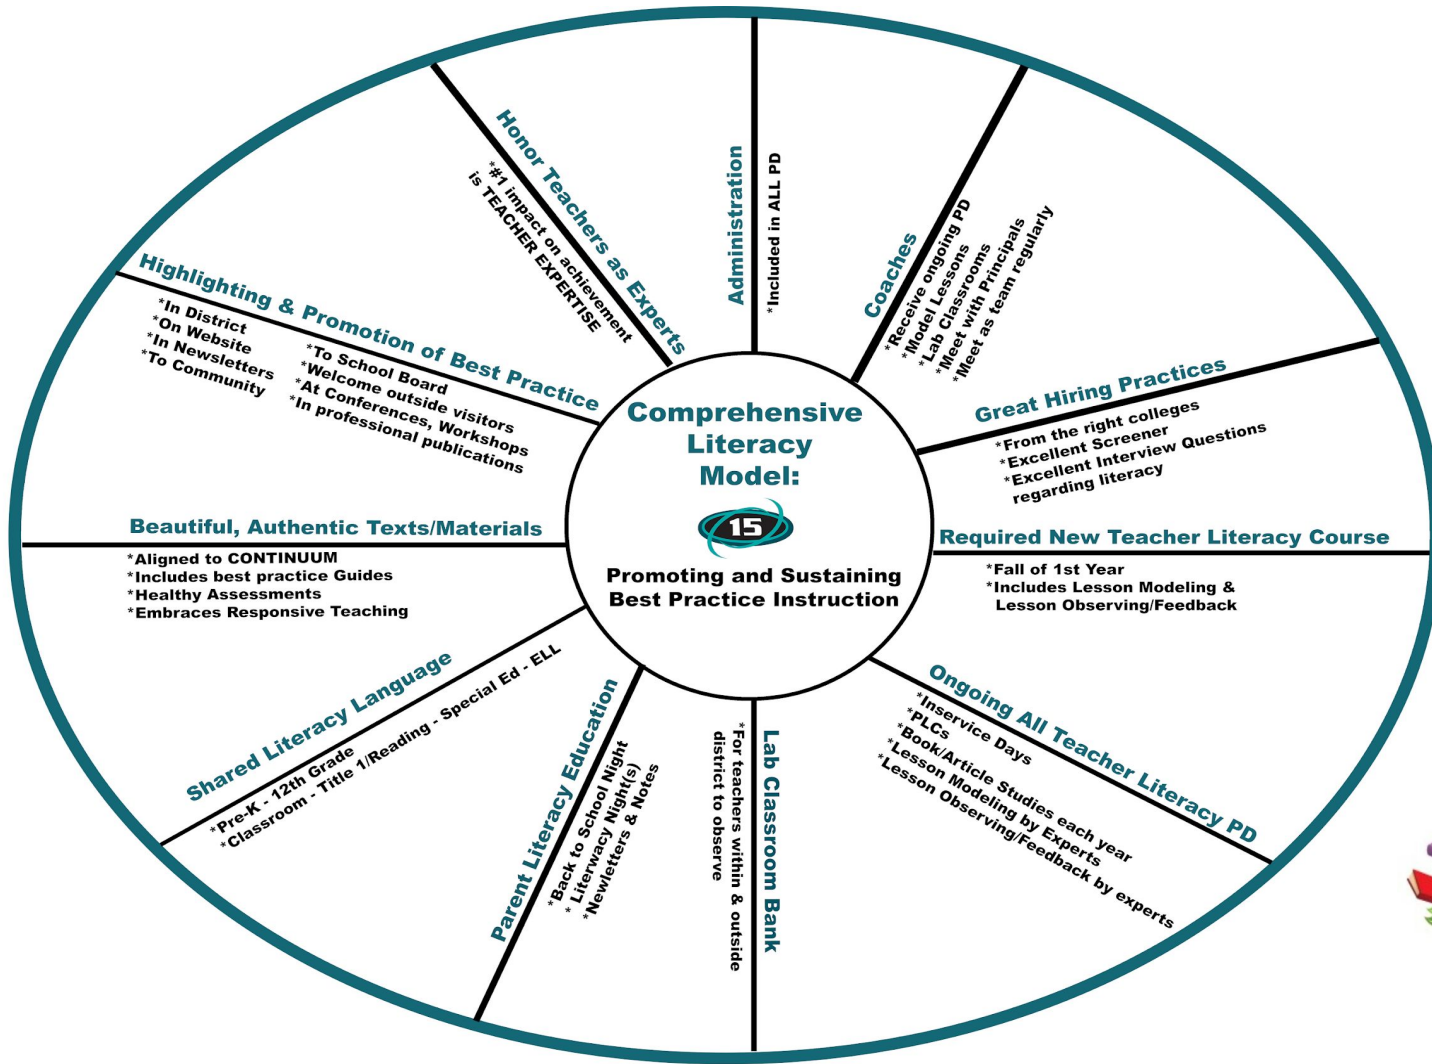 Comprehensive
Literacy
Model:
15
Promoting and Sustaining
Best Practice Instruction
Administration
*Included in ALL PD
Coaches
*Receive ongoing PD
*Model Lessons
*Lab Classrooms
*Meet with Principals
*Meet as team regularly
Great Hiring Practices
*From the right colleges
*Excellent Screener
*Excellent Interview Questions
regarding literacy
Required New Teacher Literacy Course
*Fall of 1st Year
*Includes Lesson Modeling &
Lesson Observing/Feedback
Ongoing All Teacher Literacy PD
*Inservice Days
*PLCs
*Book/Article Studies each year
*Lesson Modeling by Experts
*Lesson Observing/Feedback by experts
Lab Classroom Bank
*For teachers within & outside
district to observe
Parent Literacy Education
*Back to School Night
* Literwacy Night(s)
*Newletters & Notes
Shared Literacy Language
*Pre-K - 12th Grade
*Classroom - Title 1/Reading - Special Ed - ELL
Beautiful, Authentic Texts/Materials
*Aligned to CONTINUUM
*Includes best practice Guides
*Healthy Assessments
*Embraces Responsive Teaching
Highlighting & Promotion of Best Practice
*In District
*On Website
*In Newsletters
*To Community
*To School Board
*Welcome outside visitors
*At Conferences, Workshops
*In professional publications
Honor Teachers as Experts
*#1 impact on achievement
is TEACHER EXPERTISE